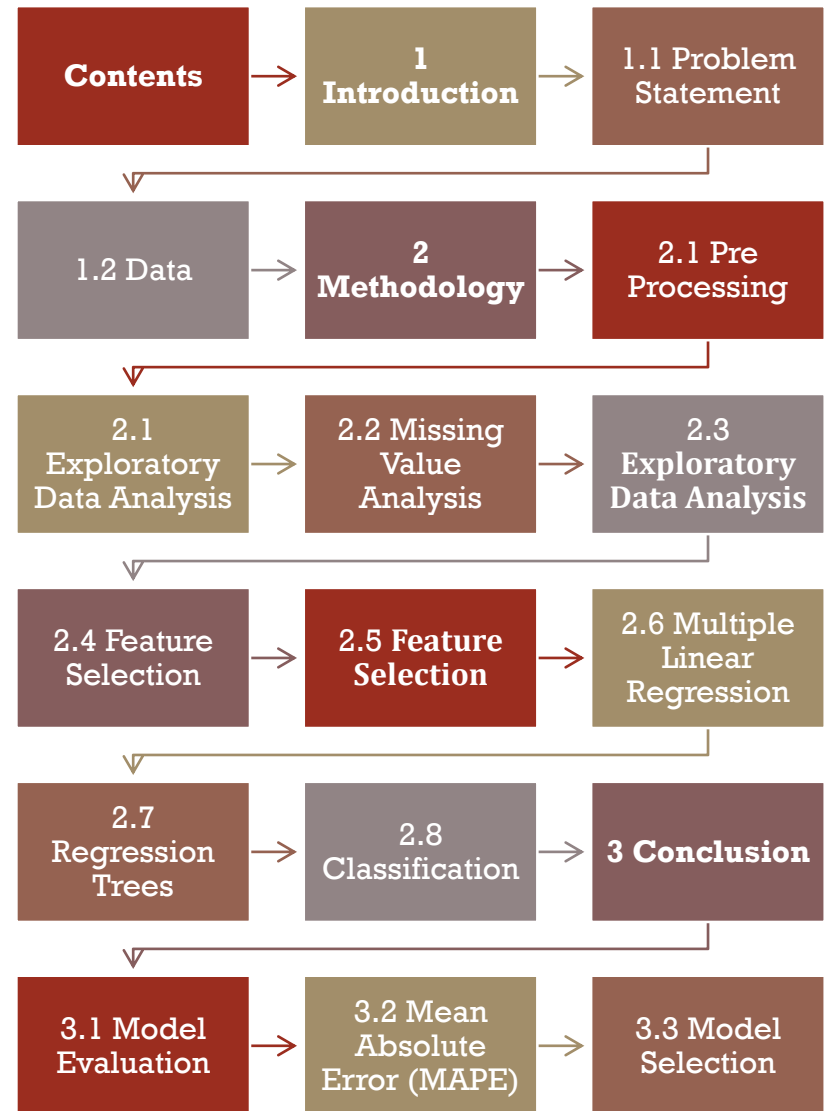 Contents
1
Introduction
1.1 Problem
Statement
1.2 Data
2
Methodology
2.1 Pre
Processing
2.1
Exploratory
Data Analysis
2.2 Missing
Value
Analysis
2.3
Exploratory
Data Analysis
2.4 Feature
Selection
2.5 Feature
Selection
2.6 Multiple
Linear
Regression
2.7
Regression
Trees
2.8
Classification
3 Conclusion
3.1 Model
Evaluation
3.2 Mean
Absolute
Error (MAPE)
3.3 Model
Selection